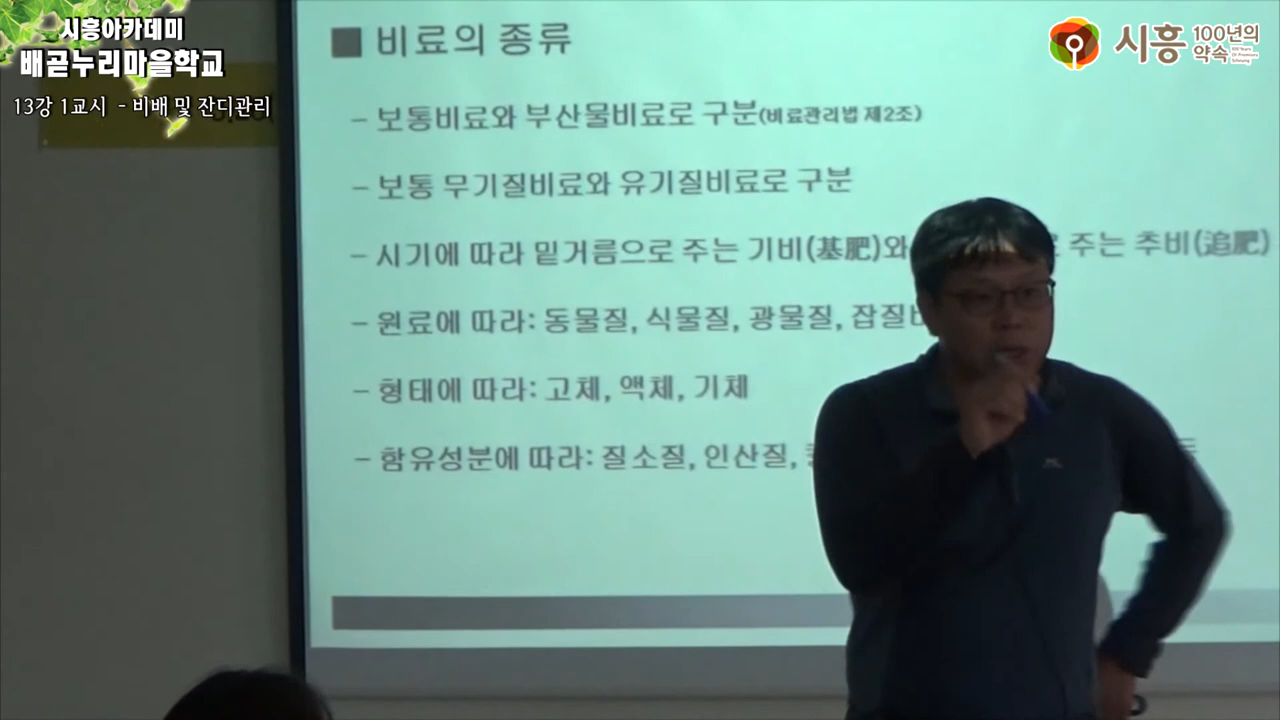 시흥아카데미
배곧누리마을학교
13강 1교시 - 비배 및 잔디관리
시흥 100년의 약속
■ 비료의 종류
– 보통비료와 부산물비료로 구분(비료관리법 제2조)
– 보통 무기질비료와 유기질비료로 구분
– 시기에 따라 밑거름으로 주는 기비(基肥)와 주는 추비(追肥)
– 원료에 따라: 동물질, 식물질, 광물질,
– 형태에 따라: 고체, 액체, 기체
– 함유성분에 따라: 질소질, 인산질,